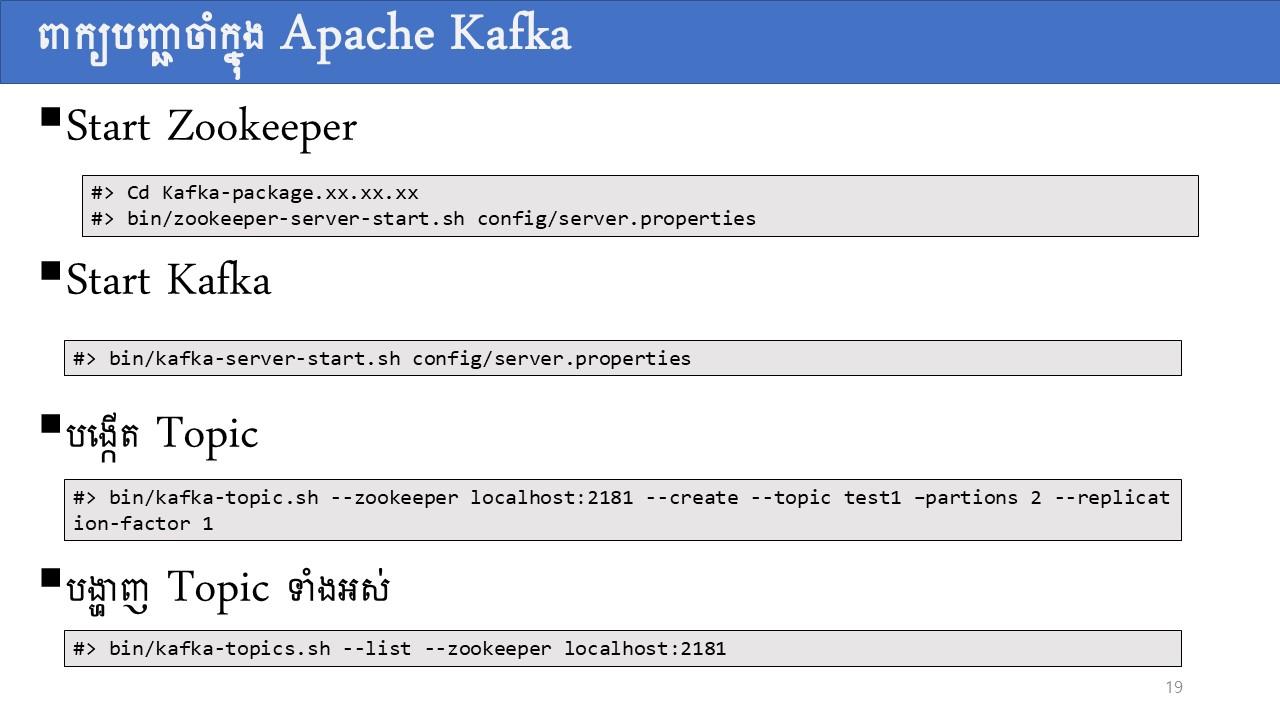 ពាក្យបញ្ជាចាំក្នុង Apache Kafka
▪Start Zookeeper
#> Cd Kafka-package.xx.xx.xx
#> bin/zookeeper-server-start.sh config/server.properties
▪Start Kafka
#> bin/kafka-server-start.sh config/server.properties
▪បង្កើត Topic
#> bin/kafka-topic.sh --zookeeper localhost:2181 --create --topic test1 –partions 2 --replicat
ion-factor 1
▪បង្ហាញ Topic ទាំងអស់
#> bin/kafka-topics.sh --list --zookeeper localhost:2181
19